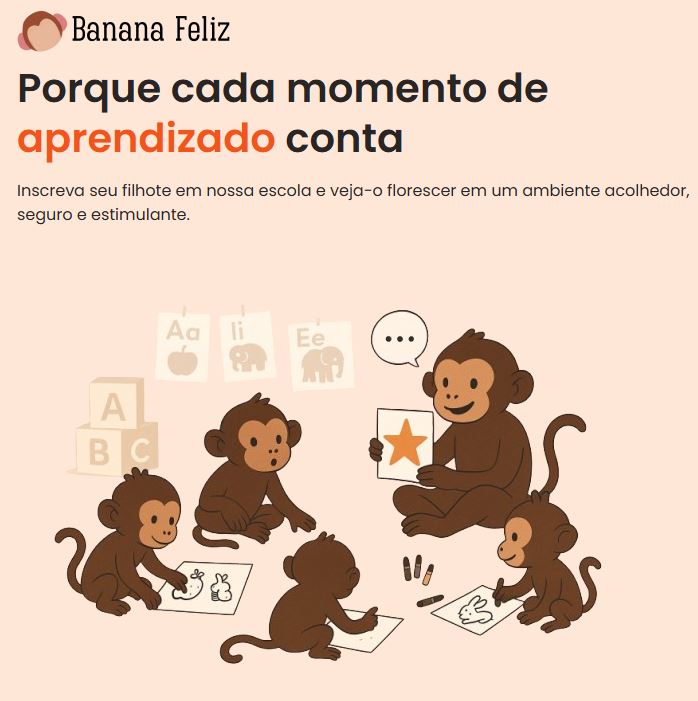 Banana Feliz
Porque cada momento de
aprendizado conta
Inscreva seu filhote em nossa escola e veja-o florescer em um ambiente acolhedor,
seguro e estimulante.
Aa
Ii
Ee
...
A
B C